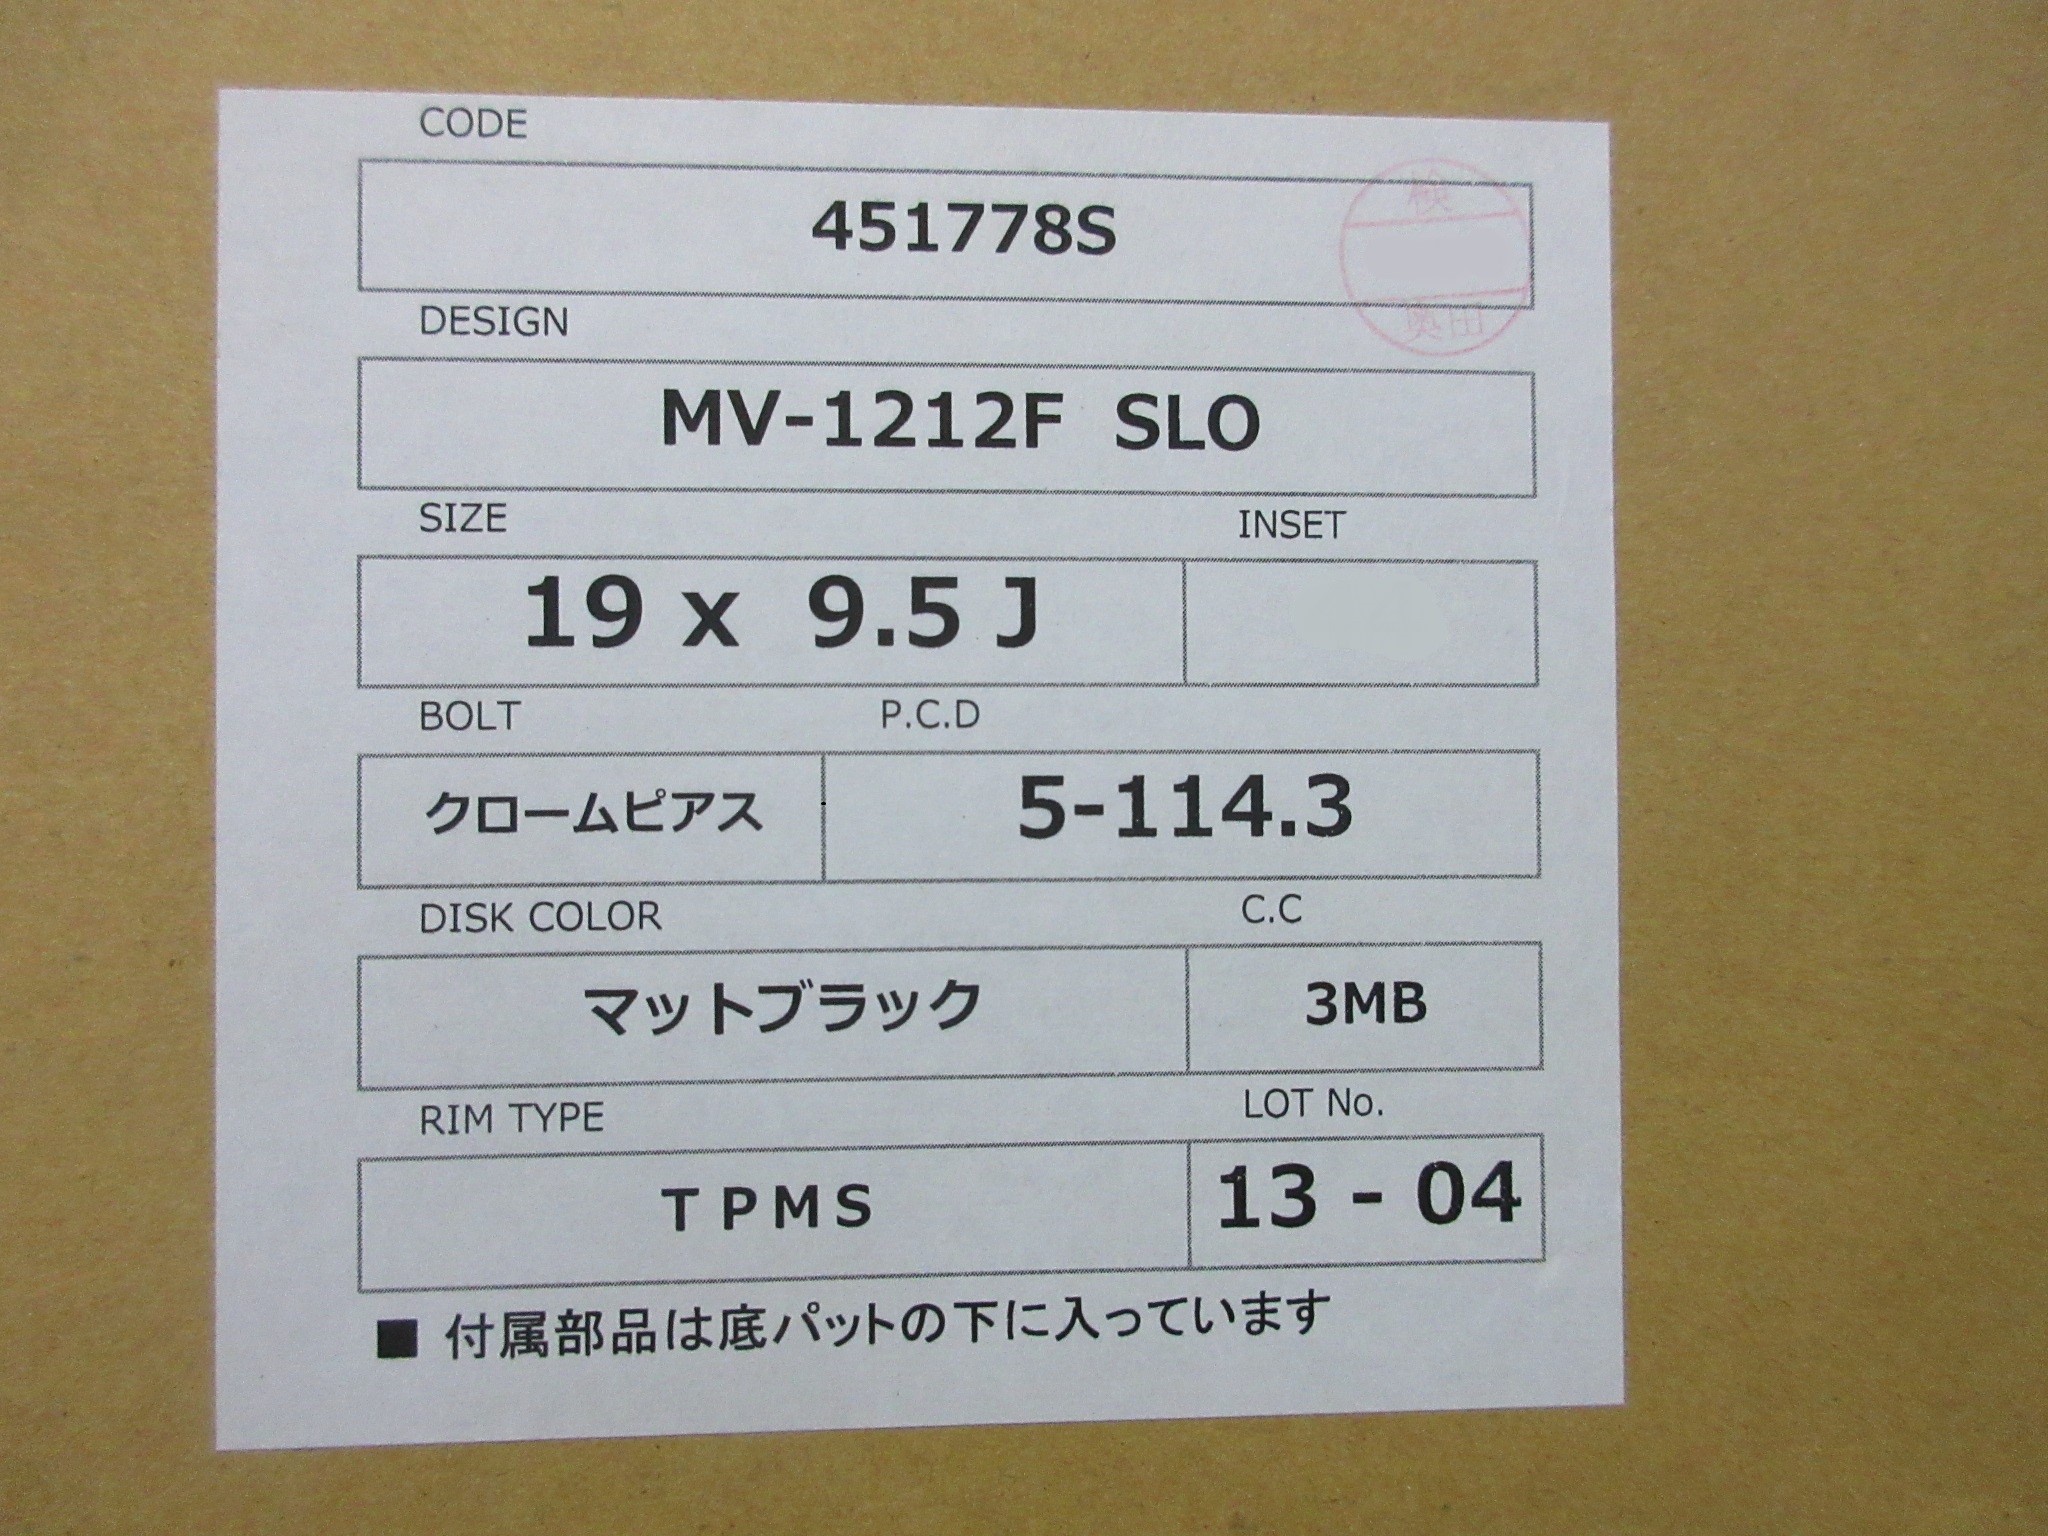 CODE
451778S
検
奥田
DESIGN
MV-1212F SLO
SIZE INSET
19 x 9.5 J
BOLT P.C.D
クロームピアス 5-114.3
DISK COLOR C.C
マットブラック 3MB
RIM TYPE LOT No.
TPMS 13 - 04
■ 付属部品は底パットの下に入っています